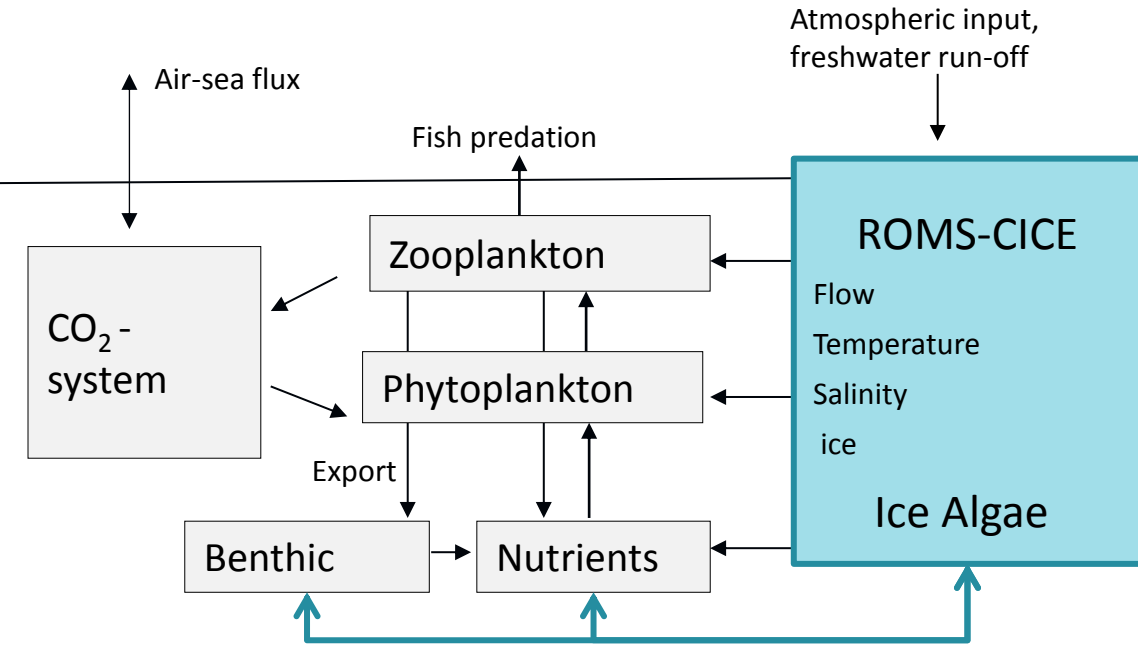 Atmospheric input,
freshwater run-off
Air-sea flux
Fish predation
Zooplankton
ROMS-CICE
Flow
Temperature
Salinity
ice
Ice Algae
CO₂ -
system
Phytoplankton
Export
Benthic
Nutrients